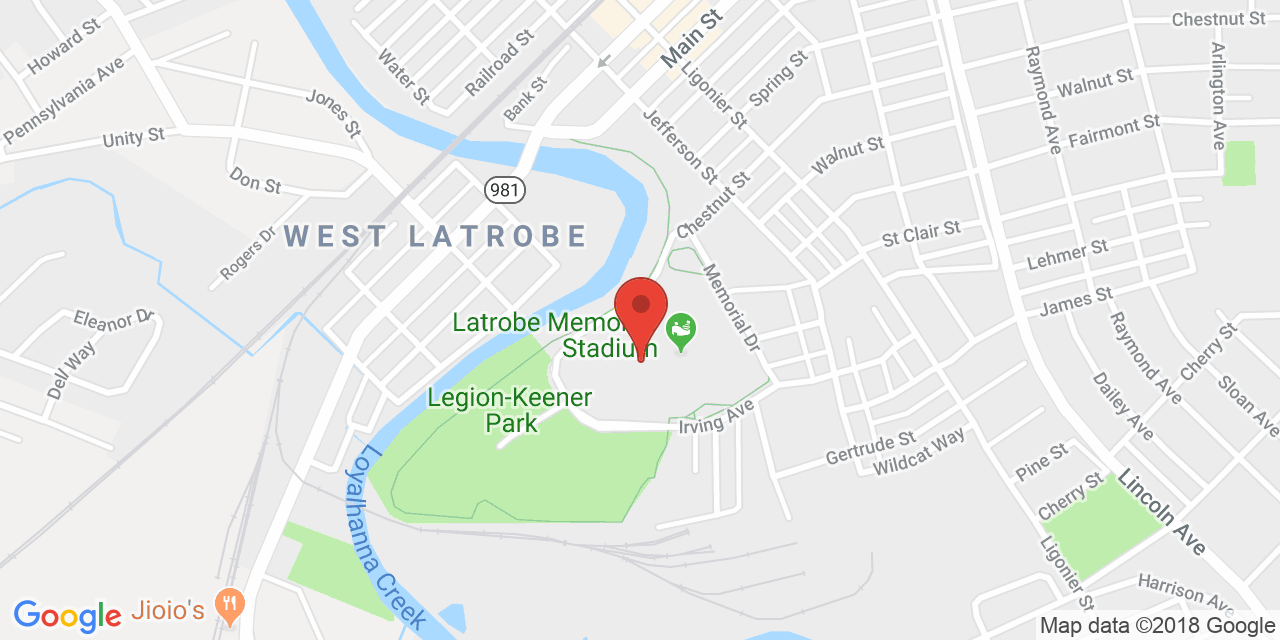 Howard St
Pennsylvania Ave
Unity St
Jones St
Don St
Rogers Dr
Water St
Railroad St
Bank St
Main St
Ligonier St
Spring St
Jefferson St
Walnut St
Chestnut St
981
WEST LATROBE
Chestnut St
Arlington Ave
Raymond Ave
Walnut St
Fairmont St
St Clair St
Lehmer St
James St
Memorial Dr
Eleanor Dr
Dell Way
Latrobe Memo
Stadium
Legion-Keener
Park
Irving Ave
Gertrude St
Wildcat Way
Raymond Ave
Cherry St
Sloan Ave
Dailey Ave
Pine St
Cherry St
Lincoln Ave
Ligonier St
Harrison Ave
Loyalhanna Creek
Jioio's
Google
Map data ©2018 Google